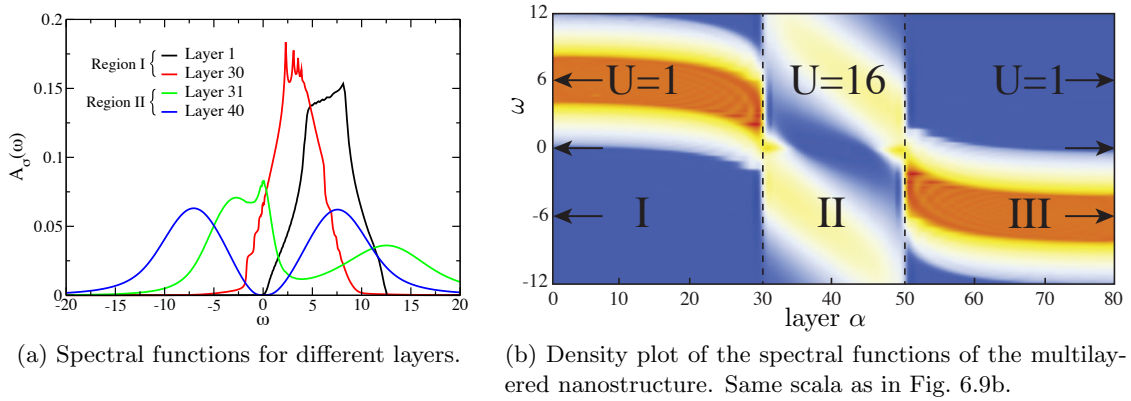 0.2
0.15
0.1
0.05
0
Aσ(ω)
Region I { Layer 1
Layer 30
Region II { Layer 31
Layer 40
-20 -15 -10 -5 0 5 10 15 20
ω
12
6
0
-6
-12
ω
U=1 U=16 U=1
I II III
0 10 20 30 40 50 60 70 80
layer α
(a) Spectral functions for different layers.
(b) Density plot of the spectral functions of the multilay-
ered nanostructure. Same scala as in Fig. 6.9b.